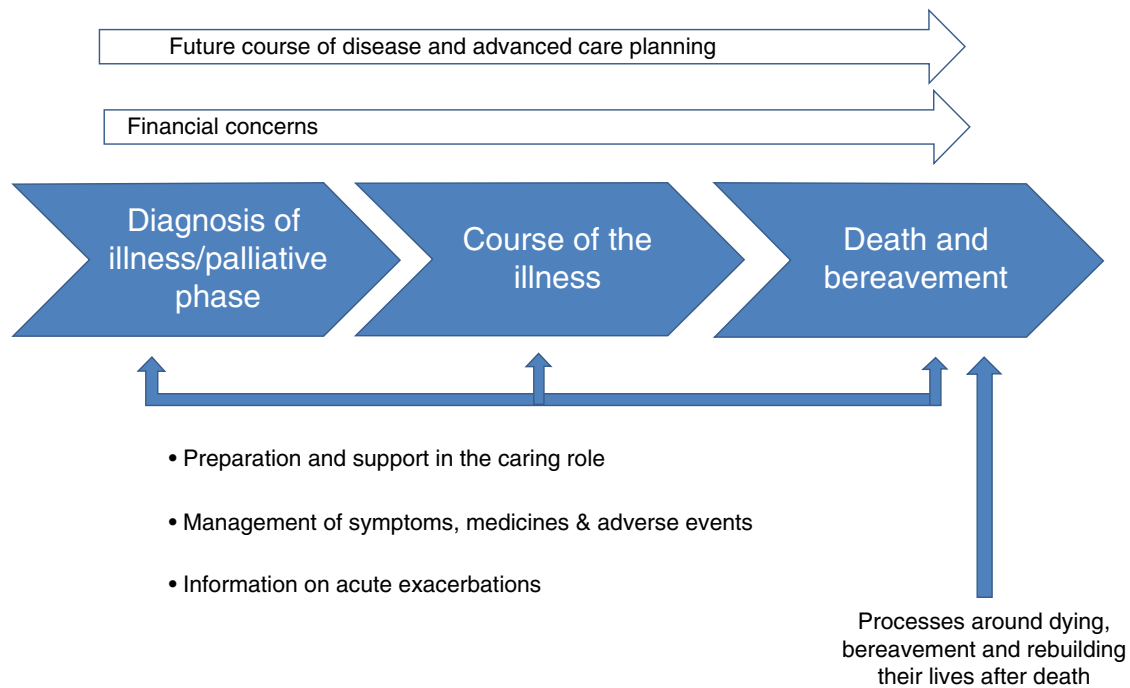 Future course of disease and advanced care planning
Financial concerns
Diagnosis of
illness/palliative
phase
Course of the
illness
Death and
bereavement
• Preparation and support in the caring role
• Management of symptoms, medicines & adverse events
• Information on acute exacerbations
Processes around dying,
bereavement and rebuilding
their lives after death